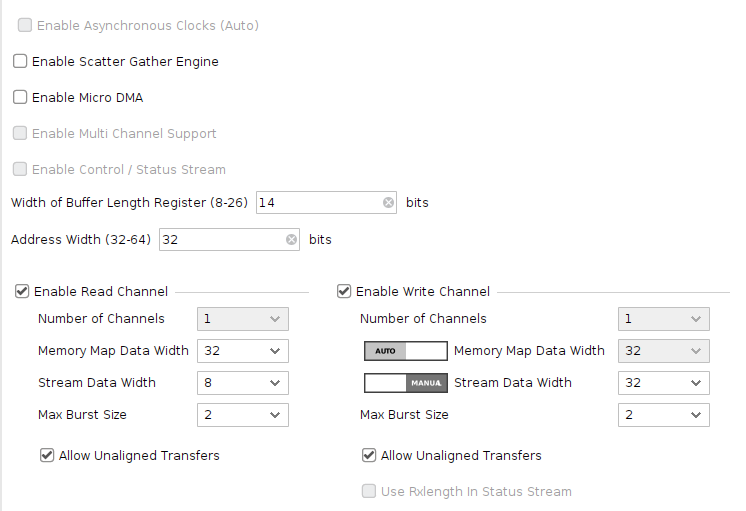 Enable Asynchronous Clocks (Auto)
Enable Scatter Gather Engine
Enable Micro DMA
Enable Multi Channel Support
Enable Control / Status Stream
Width of Buffer Length Register (8-26) 14 bits
Address Width (32-64) 32 bits
Enable Read Channel
Number of Channels 1
Memory Map Data Width 32
Stream Data Width 8
Max Burst Size 2
Allow Unaligned Transfers
Enable Write Channel
Number of Channels 1
AUTO Memory Map Data Width 32
MANUAL Stream Data Width 32
Max Burst Size 2
Allow Unaligned Transfers
Use Rxlength In Status Stream